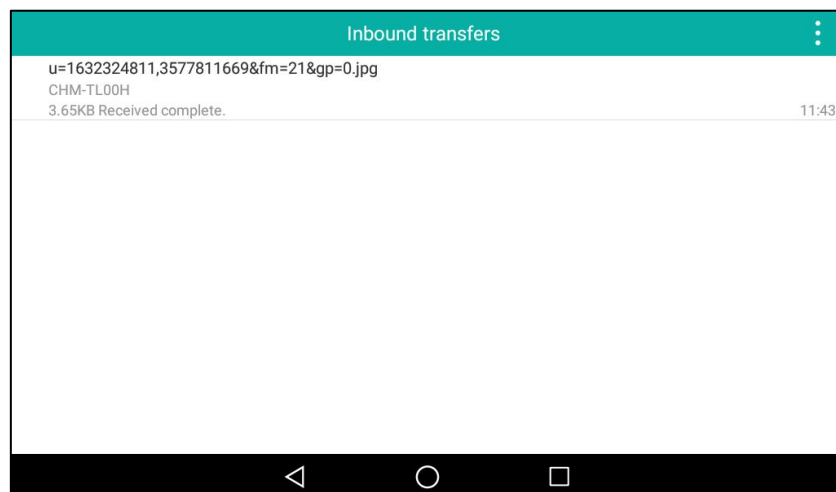 Inbound transfers
u=1632324811,3577811669&fm=21&gp=0.jpg
CHM-TL00H
3.65KB Received complete.
11:43